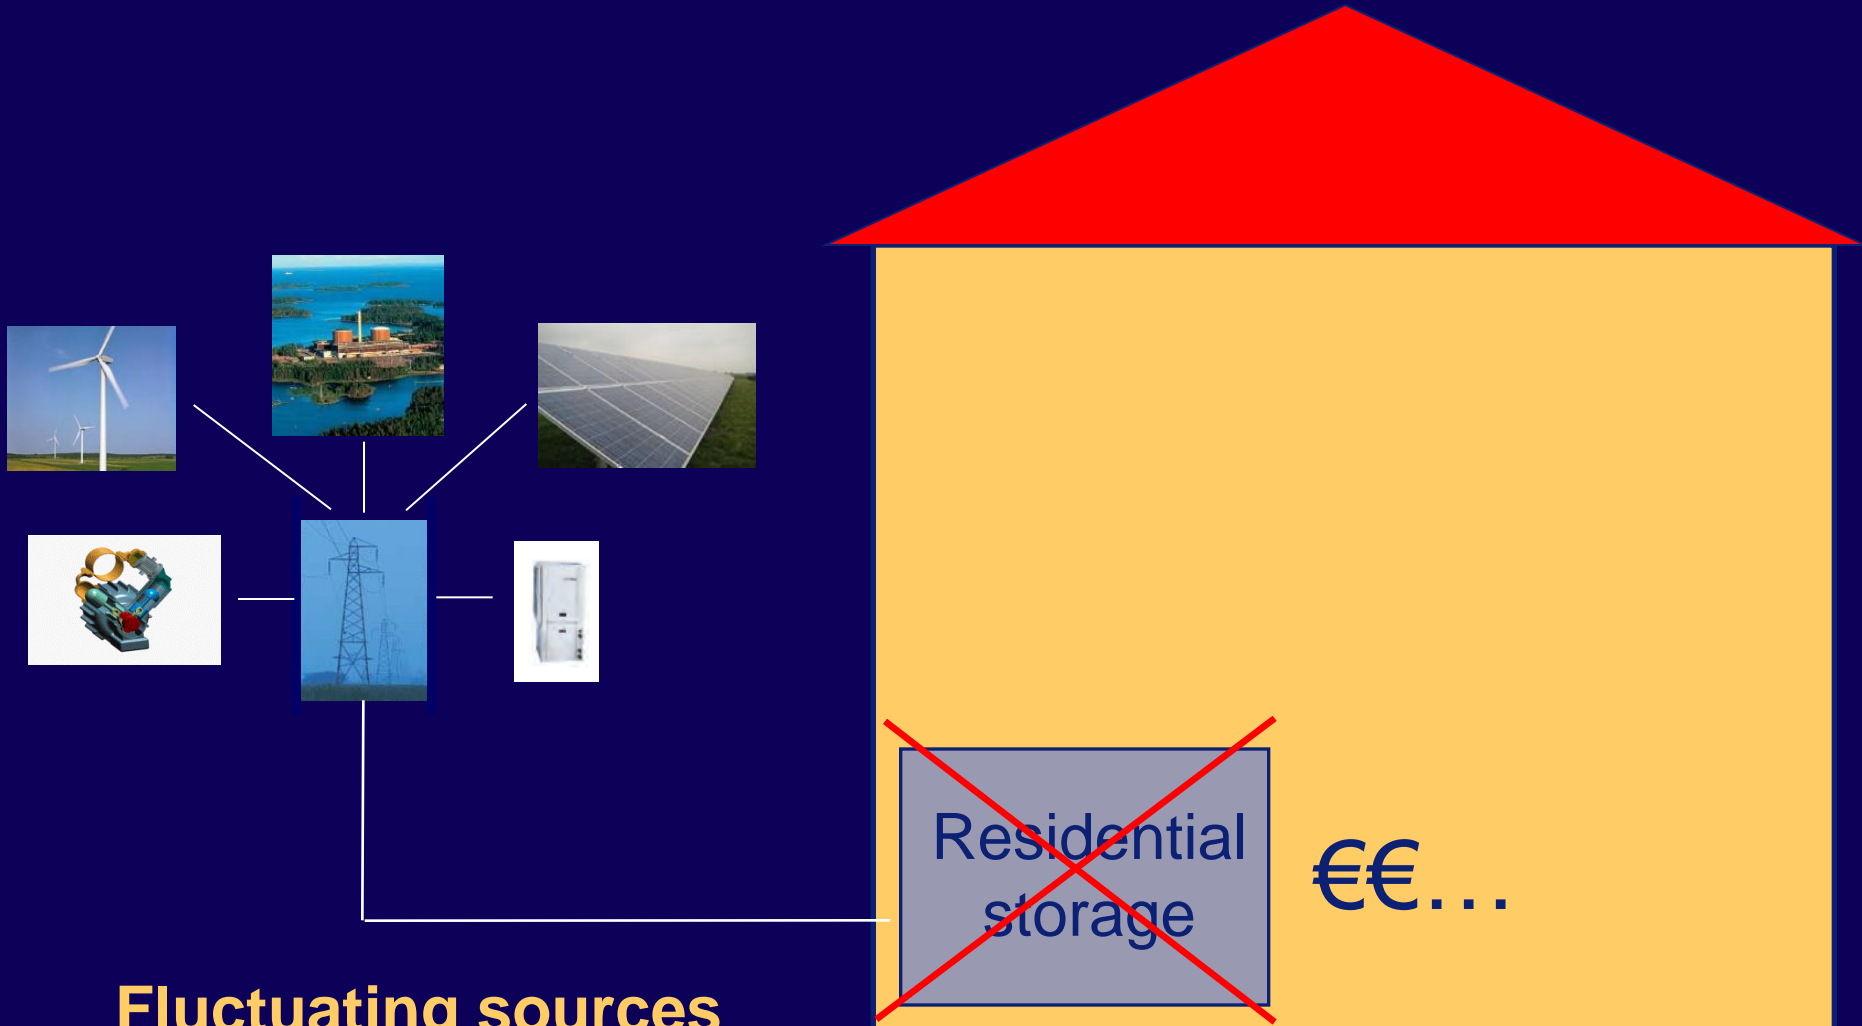 Residential
storage
€€...
Fluctuating sources